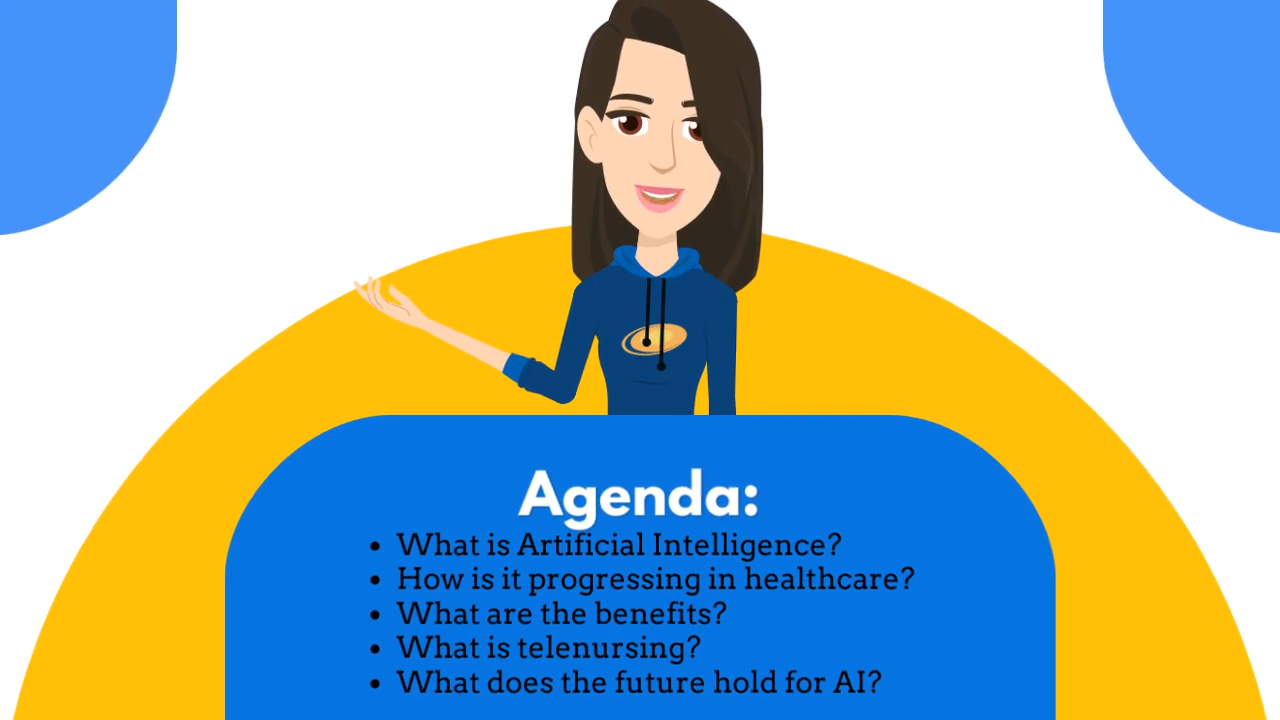 Agenda:
• What is Artificial Intelligence?
• How is it progressing in healthcare?
• What are the benefits?
• What is telenursing?
• What does the future hold for AI?